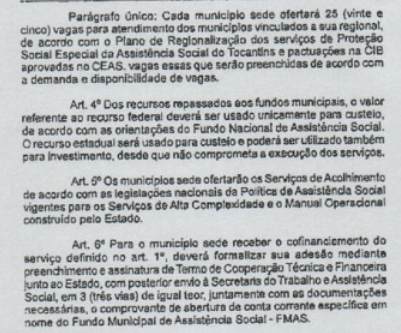 Parágrafo único: Cada município sede ofertará 25 (vinte e
cinco) vagas para atendimento dos municípios vinculados a sua regional,
de acordo com o Plano de Regionalização dos serviços de Proteção
Social Especial da Assistência Social do Tocantins e pactuações na CIB
aprovadas no CEAS, vagas essas que serão preenchidas de acordo com
a demanda e disponibilidade de vagas.
Art. 4º Dos recursos repassados aos fundos municipais, o valor
referente ao recurso federal deverá ser usado unicamente para custeio,
de acordo com as orientações do Fundo Nacional de Assistência Social.
O recurso estadual será usado para custeio e poderá ser utilizado também
para investimento, desde que não comprometa a execução dos serviços.
Art. 5º Os municípios sede ofertarão os Serviços de Acolhimento
de acordo com as legislações nacionais da Política de Assistência Social
vigentes para os Serviços de Alta Complexidade e o Manual Operacional
construído pelo Estado.
Art. 6º Para o município sede receber o cofinanciamento do
serviço definido no art. 1º, deverá formalizar sua adesão mediante
preenchimento e assinatura de Termo de Cooperação Técnica e Financeira
junto ao Estado, com posterior envio à Secretaria do Trabalho e Assistência
Social, em 3 (três vias) de igual teor, juntamente com as documentações
necessárias, o comprovante de abertura de conta corrente específica em
nome do Fundo Municipal de Assistência Social - FMAS.